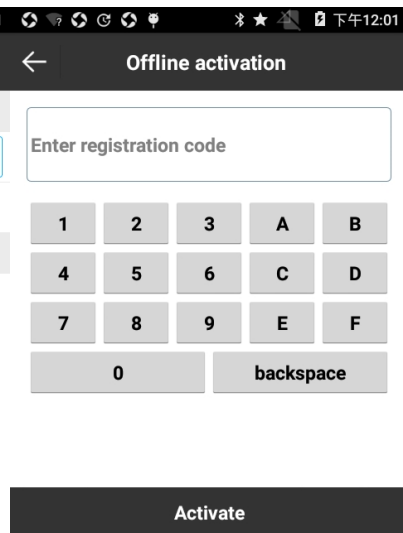 下午12:01
Offline activation
Enter registration code
1 2 3 A B
4 5 6 C D
7 8 9 E F
0 backspace
Activate